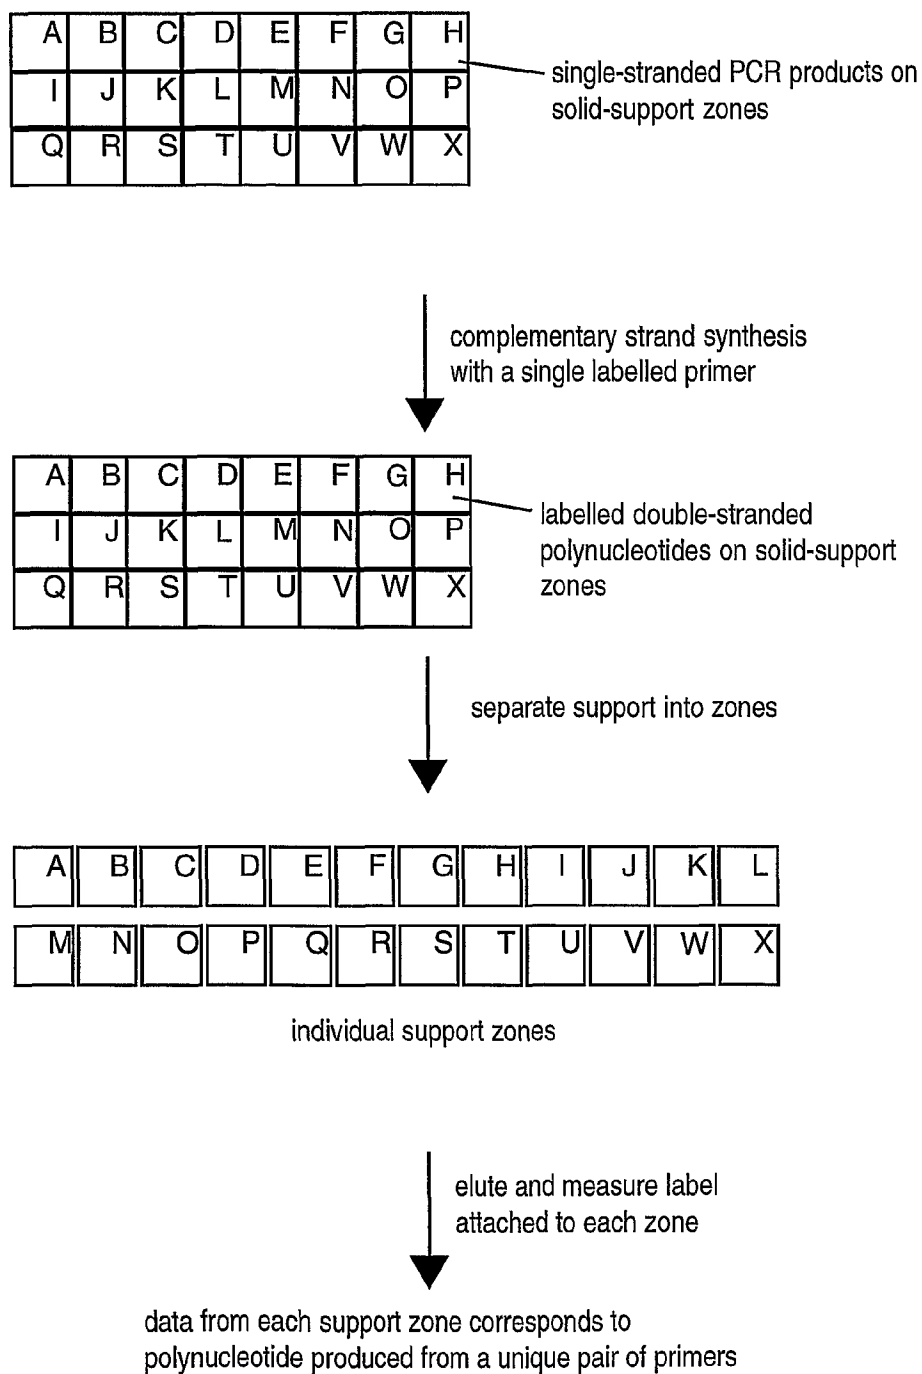 A B C D E F G H
I J K L M N O P
Q R S T U V W X
single-stranded PCR products on
solid-support zones
complementary strand synthesis
with a single labelled primer
A B C D E F G H
I J K L M N O P
Q R S T U V W X
labelled double-stranded
polynucleotides on solid-support
zones
separate support into zones
A B C D E F G H I J K L
M N O P Q R S T U V W X
individual support zones
elute and measure label
attached to each zone
data from each support zone corresponds to
polynucleotide produced from a unique pair of primers